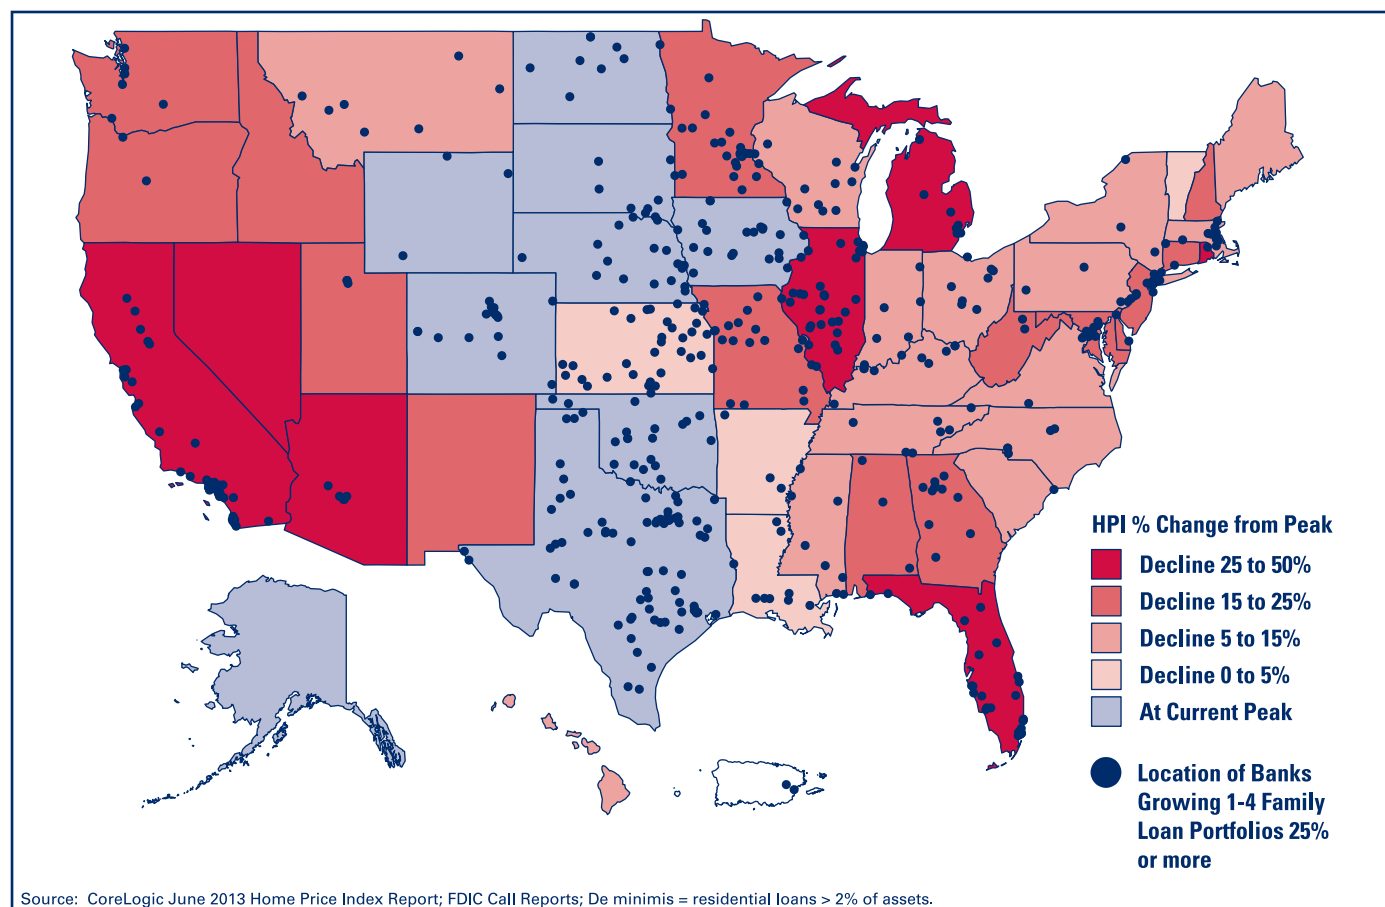 HPI % Change from Peak
Decline 25 to 50%
Decline 15 to 25%
Decline 5 to 15%
Decline 0 to 5%
At Current Peak
Location of Banks
Growing 1-4 Family
Loan Portfolios 25%
or more
Source: CoreLogic June 2013 Home Price Index Report; FDIC Call Reports; De minimis = residential loans > 2% of assets.